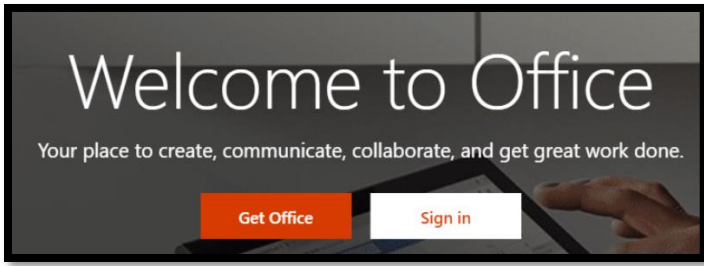 Welcome to Office
Your place to create, communicate, collaborate, and get great work done.
Get Office
Sign in